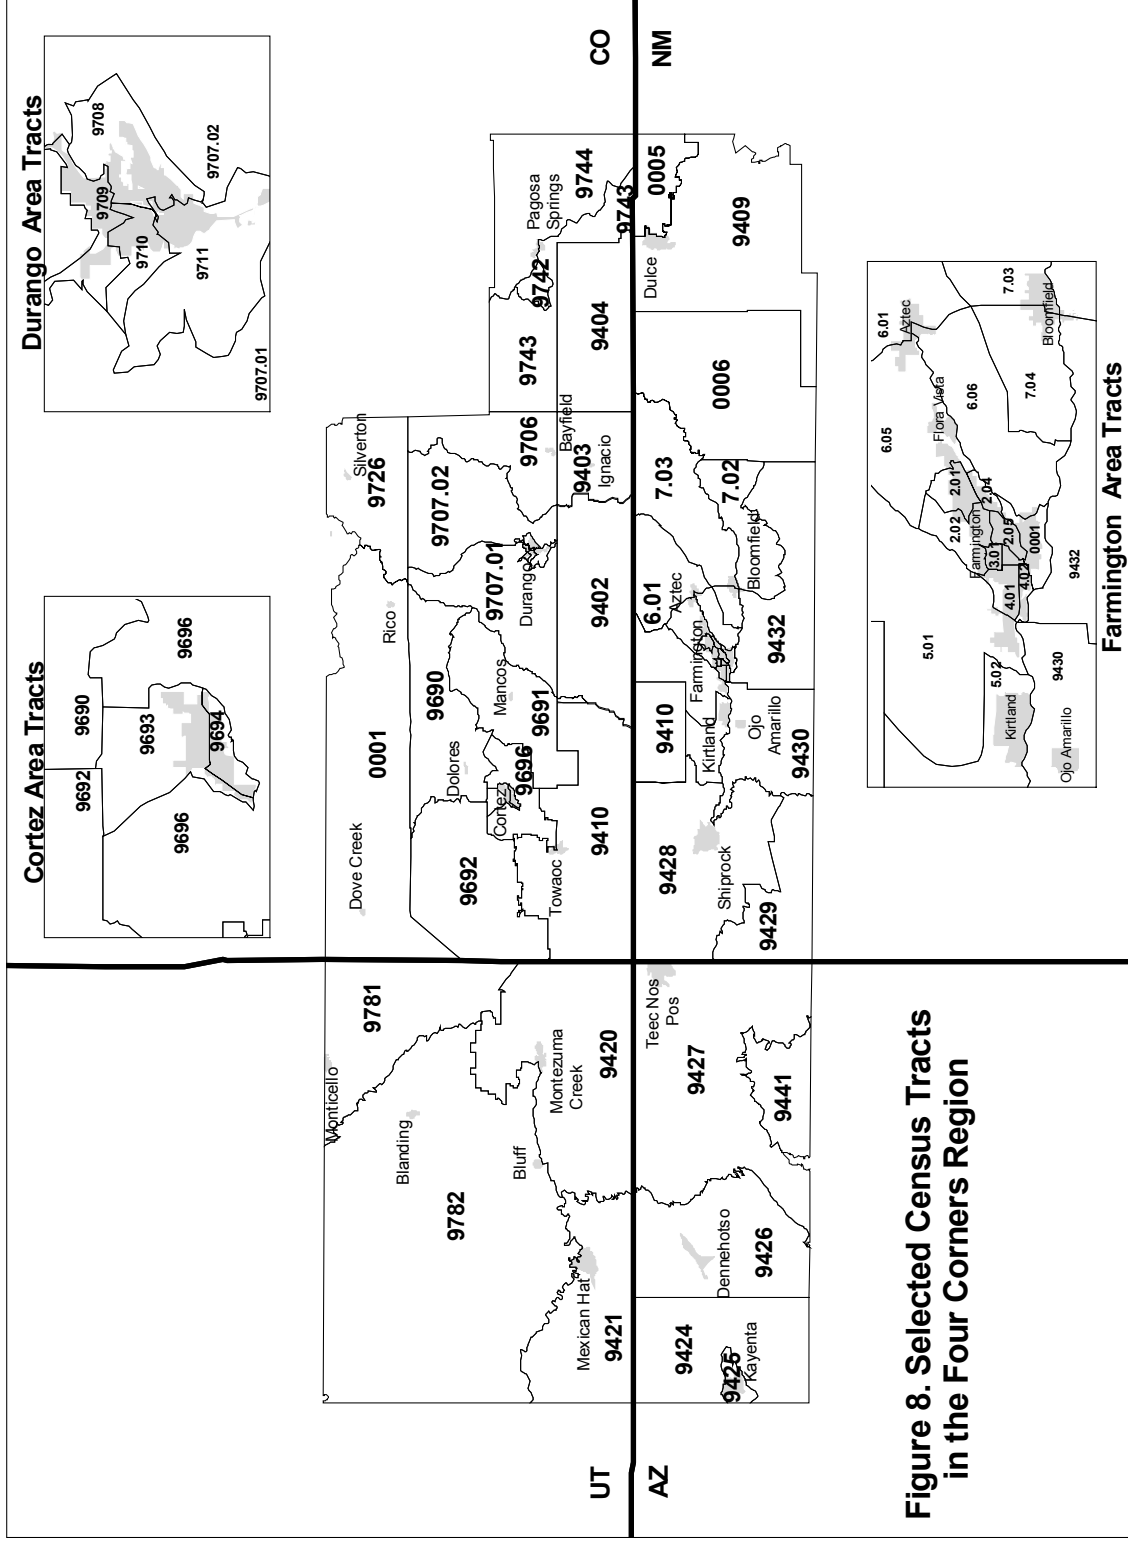 Cortez Area Tracts
9692
9690
9693
9696
9694
9696
Durango Area Tracts
9708
9709
9710
9707.02
9711
9707.01
UT
CO
Monticello
9781
Blanding
9782
Bluff
Montezuma
Creek
9420
Mexican Hat
9421
Dove Creek
0001
Rico
Silverton
9726
9692
Dolores
9690
9707.02
Cortez
9696
Mancos
9691
9707.01
Durango
Towaoc
9410
9402
9706
Bayfield
9403
Ignacio
9743
9742
Pagosa
Springs
9744
9404
9743
AZ
NM
Teec Nos
Pos
9427
9441
Dennehotso
9426
9424
9425
Kayenta
9428
Shiprock
9429
9410
Kirtland
Ojo
Amarillo
9430
Farmington
6.01
Aztec
7.03
7.02
Bloomfield
9432
0006
Dulce
0005
9409
Figure 8. Selected Census Tracts
in the Four Corners Region
6.01
Aztec
7.03
6.05
Flora Vista
6.06
7.04
Bloomfield
2.01
2.02
2.04
Farmington
2.05
3.01
0001
4.01
4.02
9432
5.01
5.02
Kirtland
9430
Ojo Amarillo
Farmington Area Tracts